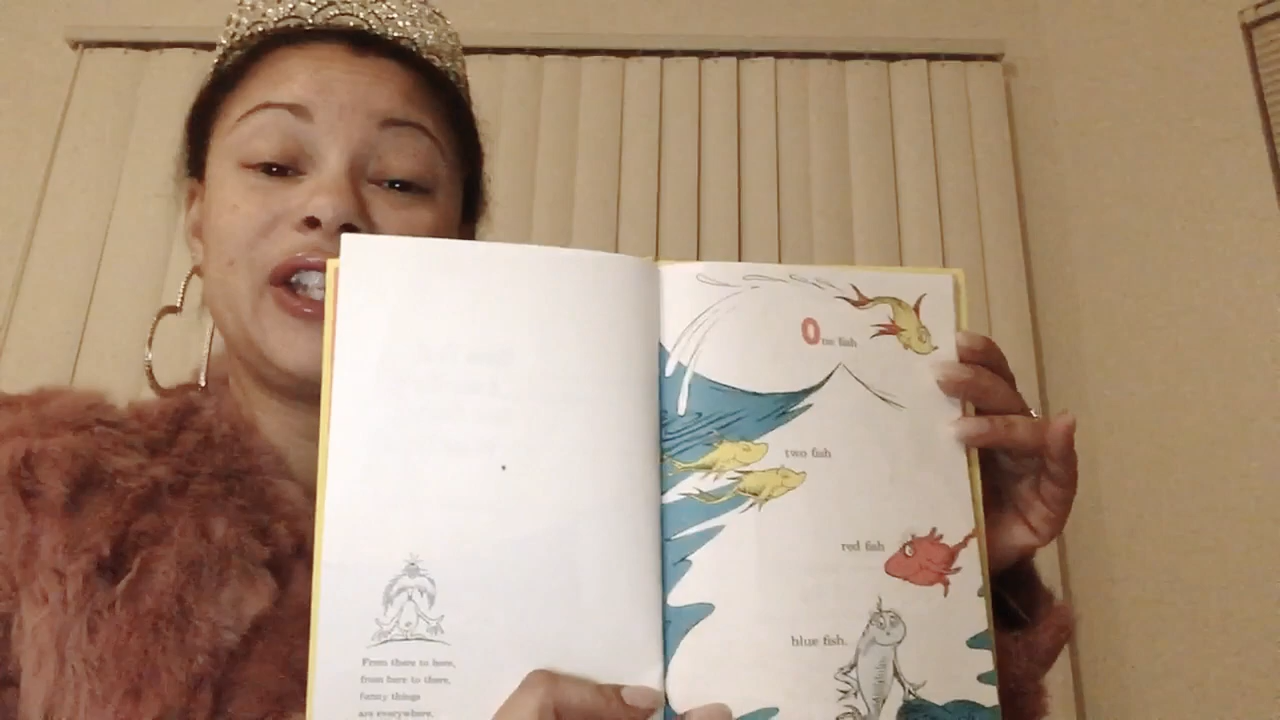 From there to here,
from here to there,
funny things
are everywhere.
One fish
two fish
red fish
blue fish.